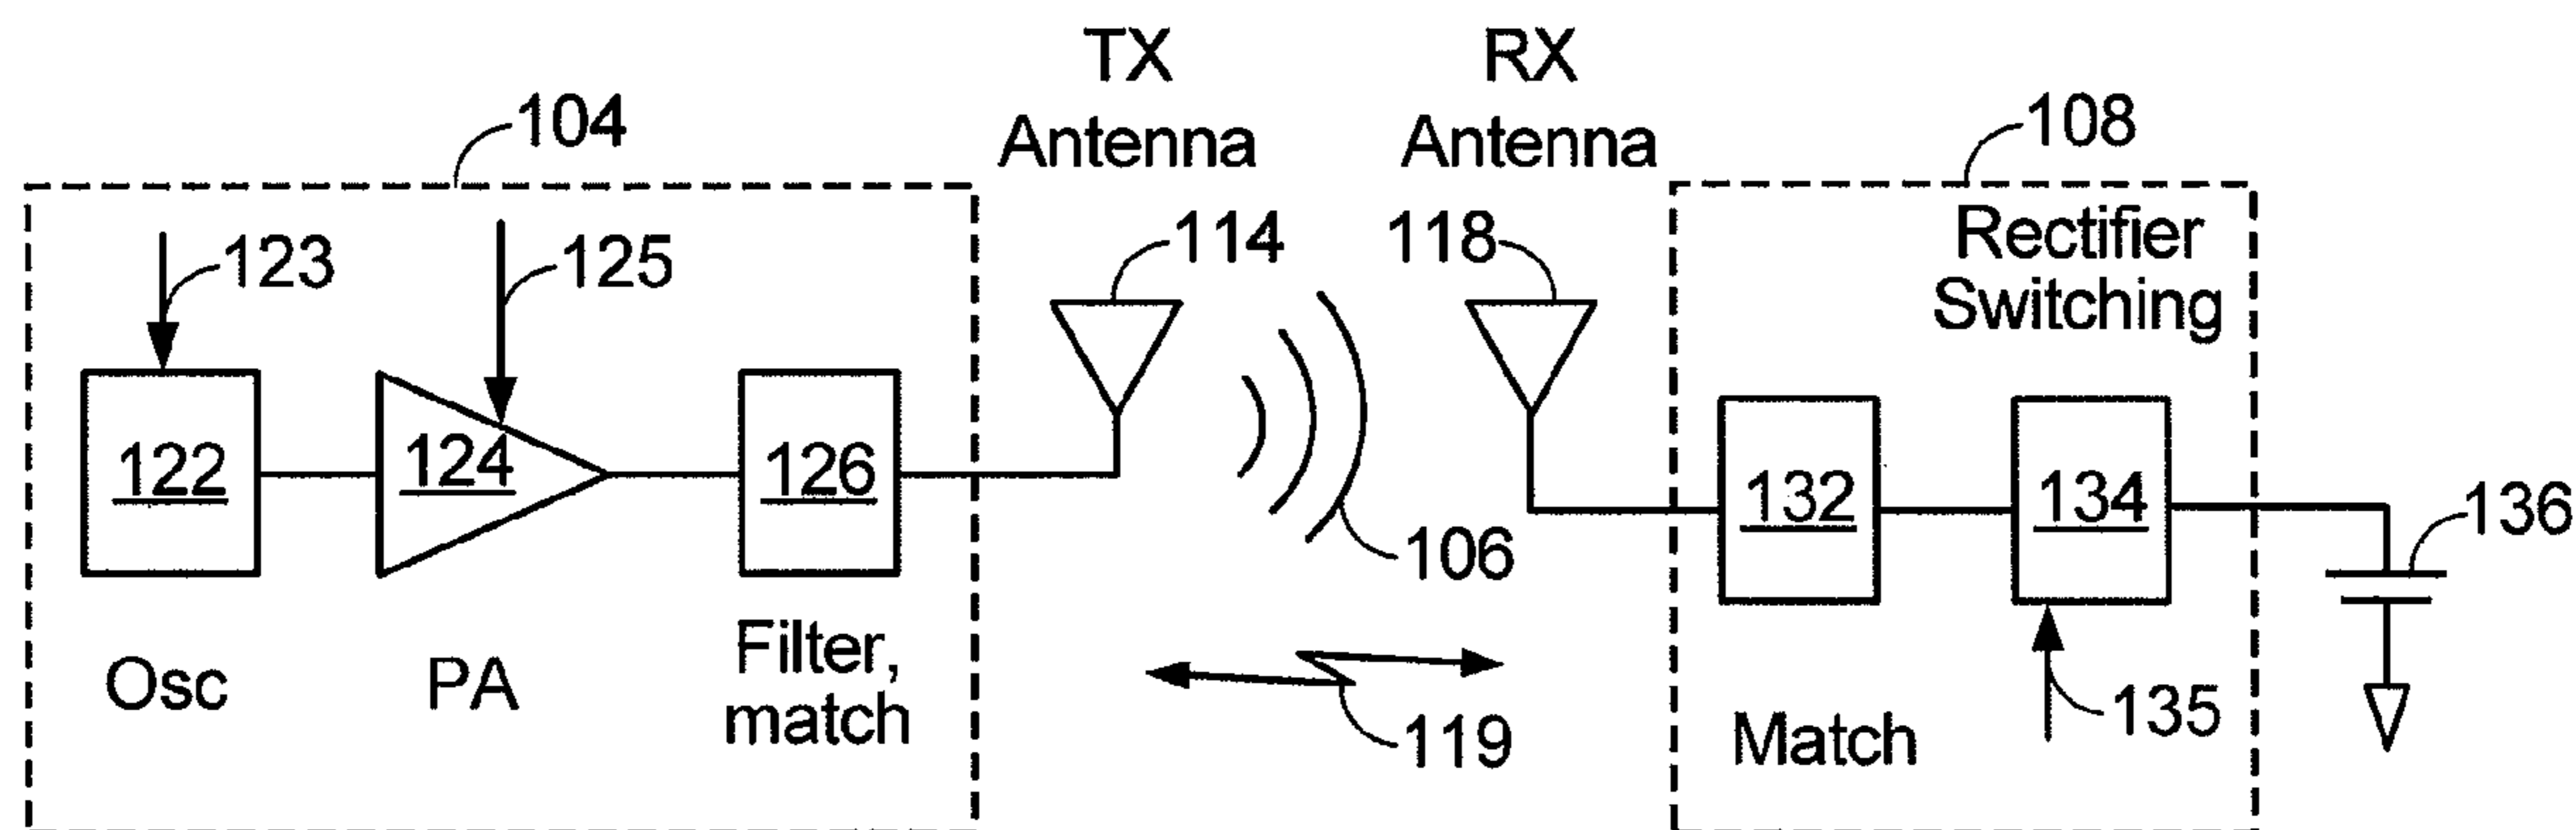 TX
Antenna
RX
Antenna
104
108
123
125
114
118
Rectifier
Switching
122
124
126
106
132
134
136
Osc
PA
Filter,
match
119
Match
135